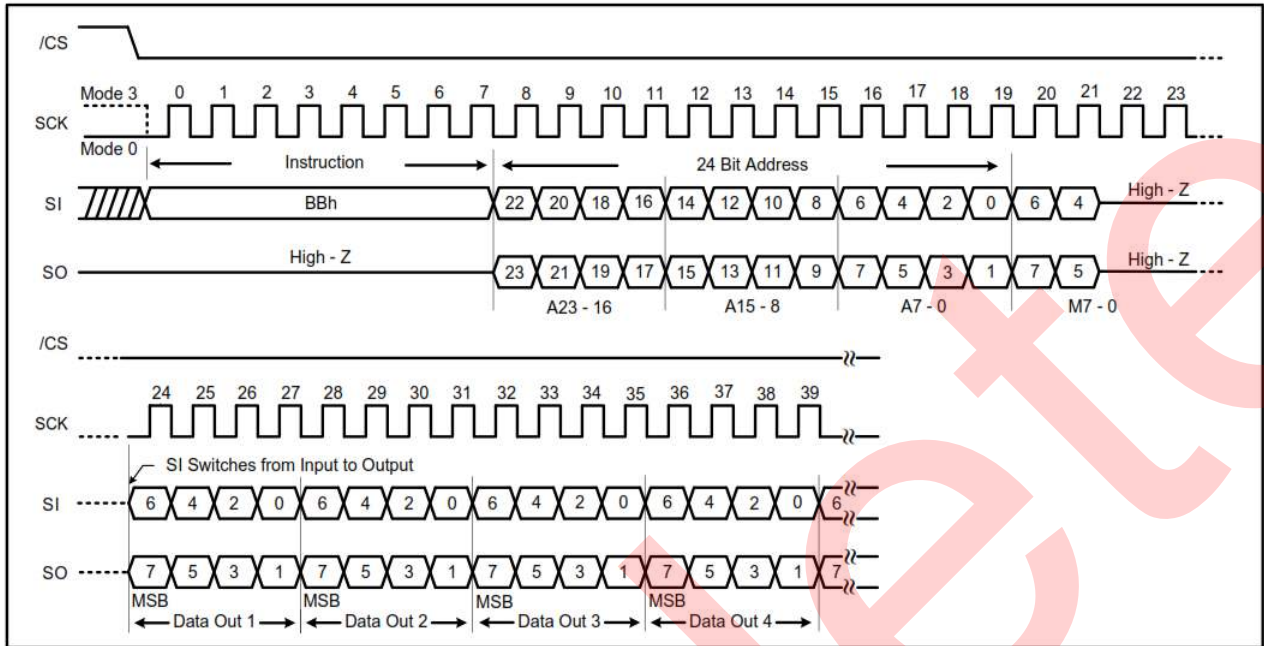 /CS
Mode 3 0 1 2 3 4 5 6 7 8 9 10 11 12 13 14 15 16 17 18 19 20 21 22 23
SCK
Mode 0
Instruction 24 Bit Address
SI BBh 22 20 18 16 14 12 10 8 6 4 2 0 6 4 High - Z
SO High - Z 23 21 19 17 15 13 11 9 7 5 3 1 7 5 High - Z
A23 - 16 A15 - 8 A7 - 0 M7 - 0
/CS
24 25 26 27 28 29 30 31 32 33 34 35 36 37 38 39
SCK
SI Switches from Input to Output
SI 6 4 2 0 6 4 2 0 6 4 2 0 6 4 2 0 6
SO 7 5 3 1 7 5 3 1 7 5 3 1 7 5 3 1 7
MSB MSB MSB MSB
Data Out 1 Data Out 2 Data Out 3 Data Out 4
lete